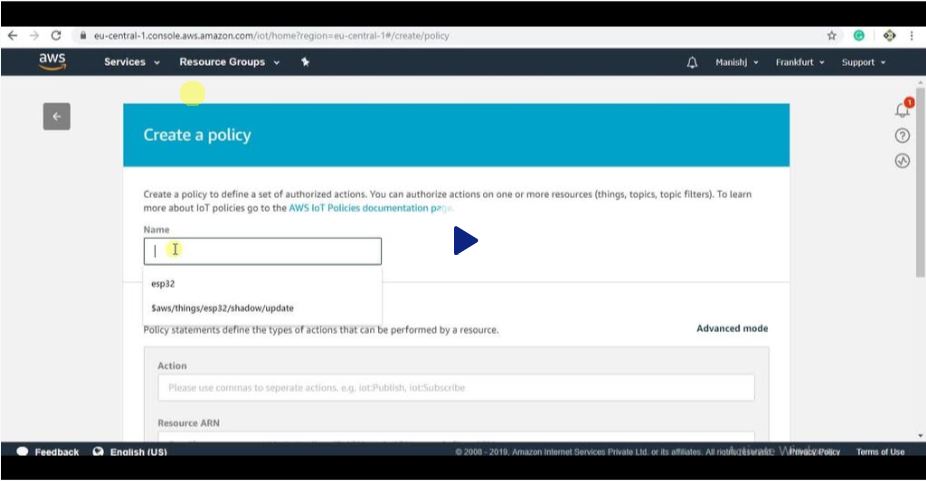 eu-central-1.console.aws.amazon.com/iot/home?region=eu-central-1#/create/policy
aws Services Resource Groups Manishj Frankfurt Support
1
Create a policy
Create a policy to define a set of authorized actions. You can authorize actions on one or more resources (things, topics, topic filters). To learn
more about IoT policies go to the AWS IoT Policies documentation page.
Name
esp32
$aws/things/esp32/shadow/update
Policy statements define the types of actions that can be performed by a resource.
Advanced mode
Action
Please use commas to seperate actions, e.g. iot:Publish, iot:Subscribe
Resource ARN
Feedback English (US) © 2008 - 2019, Amazon Internet Services Private Ltd. or its affiliates. All rights reserved. Privacy Policy Terms of Use